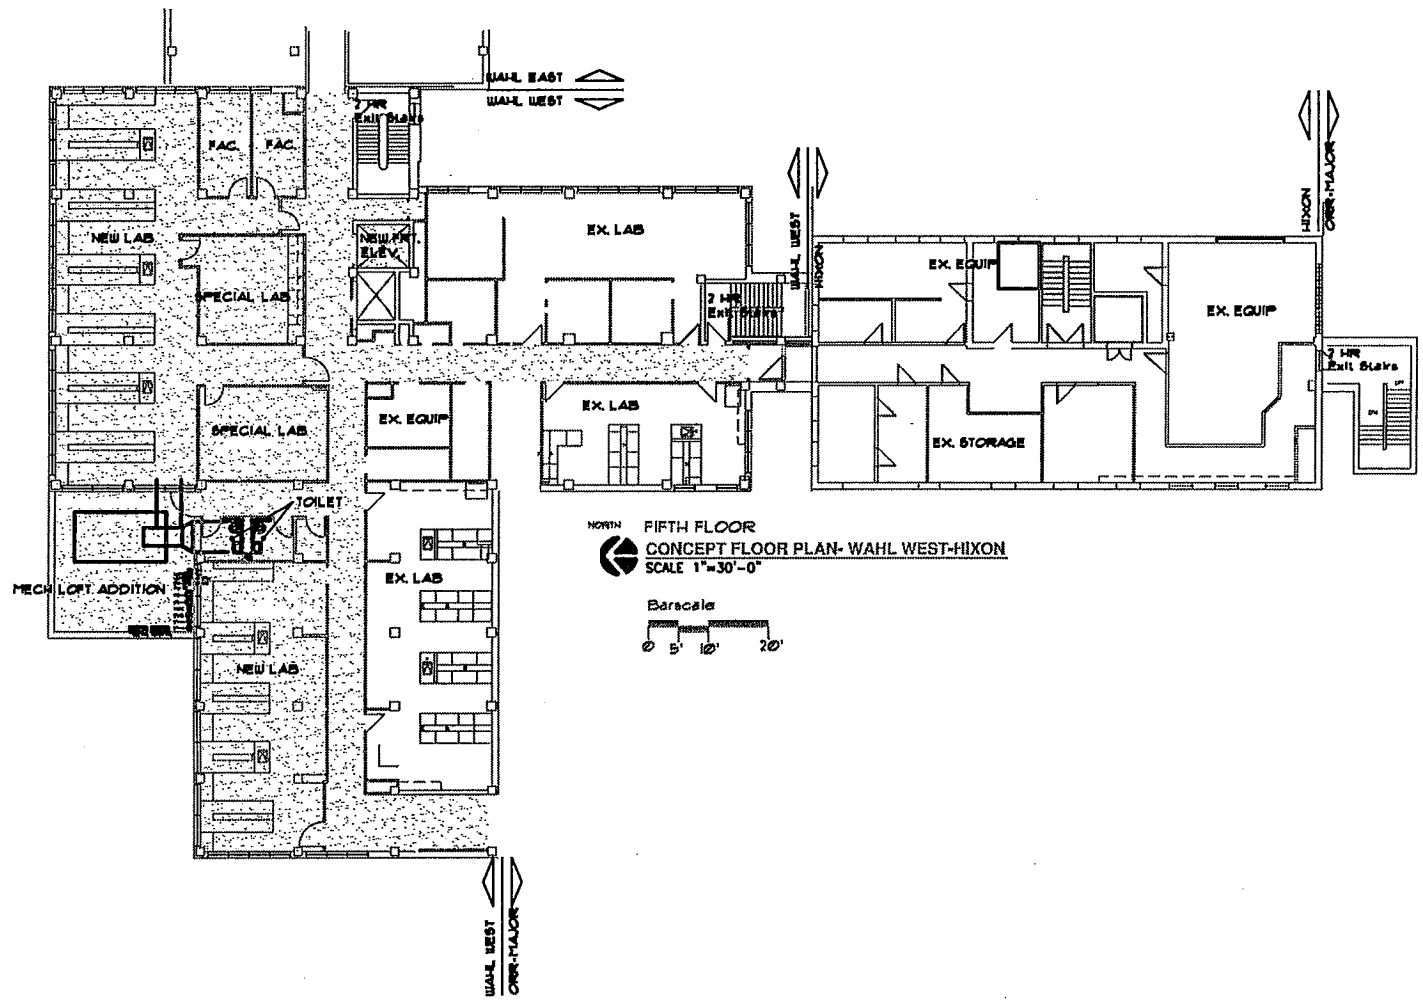 WAHL EAST
WAHL WEST
2 HR
Exit Stairs
FAC.
FAC.
HIXON
ORR-MAJOR
NEW LAB
NEW FRT.
ELEV.
EX. LAB
WAHL WEST
HIXON
EX. EQUIP
SPECIAL LAB
2 HR
Exit Stairs
EX. EQUIP
2 HR
Exit Stairs
EX. LAB
EX. EQUIP
SPECIAL LAB
EX. STORAGE
TOILET
NORTH
FIFTH FLOOR
CONCEPT FLOOR PLAN- WAHL WEST-HIXON
SCALE 1"=30'-0"
MECH LOFT ADDITION
EX. LAB
Barscale
0 5' 10' 20'
NEW LAB
WAHL WEST
ORR-MAJOR